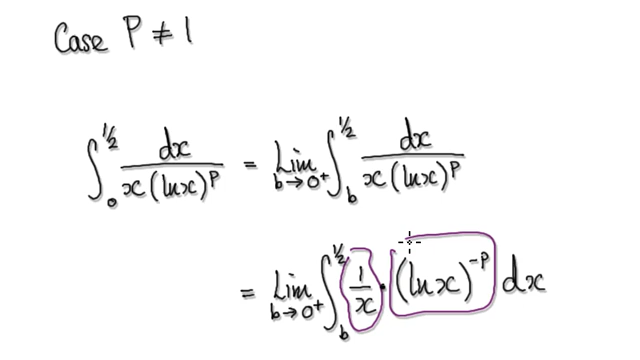 Case P ≠ 1
∫₀^{1/2} dx / x(lnx)^P = Lim_{b→0⁺} ∫_b^{1/2} dx / x(lnx)^P
= Lim_{b→0⁺} ∫_b^{1/2} 1/x · (lnx)^{-P} dx